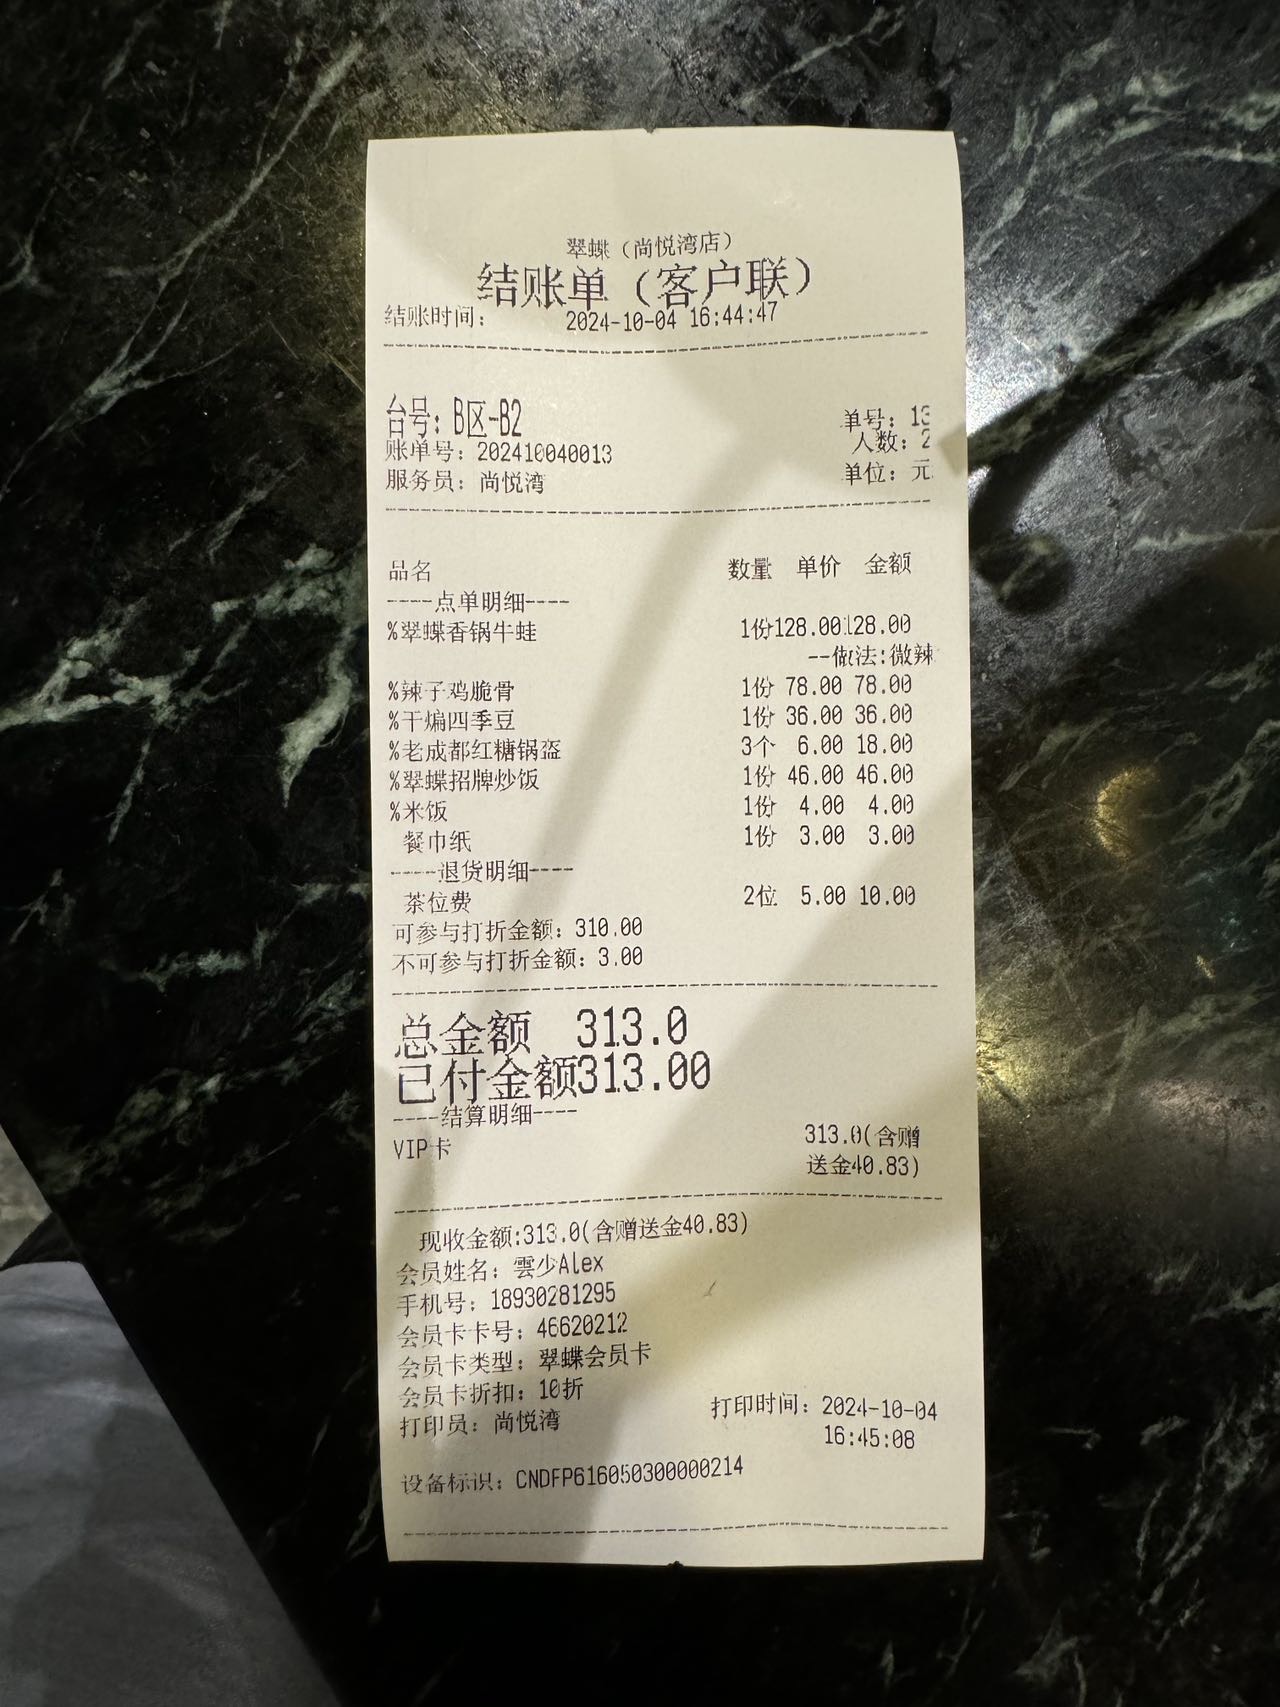 翠蝶（尚悦湾店）
结账单（客户联）
结账时间： 2024-10-04 16:44:47
台号：B区-B2 单号：13
账单号：202410040013 人数：2
服务员：尚悦湾 单位：元
品名 数量 单价 金额
----点单明细----
%翠蝶香锅牛蛙 1份128.00128.00
--做法:微辣
%辣子鸡脆骨 1份 78.00 78.00
%干煸四季豆 1份 36.00 36.00
%老成都红糖锅盔 3个 6.00 18.00
%翠蝶招牌炒饭 1份 46.00 46.00
%米饭 1份 4.00 4.00
餐巾纸 1份 3.00 3.00
----退货明细----
茶位费 2位 5.00 10.00
可参与打折金额：310.00
不可参与打折金额：3.00
总金额 313.0
已付金额313.00
----结算明细----
VIP卡 313.0(含赠
送金40.83)
现收金额:313.0(含赠送金40.83)
会员姓名：雲少Alex
手机号：18930281295
会员卡卡号：46620212
会员卡类型：翠蝶会员卡
会员卡折扣：10折
打印员：尚悦湾 打印时间：2024-10-04
16:45:08
设备标识：CNDFP616050300000214